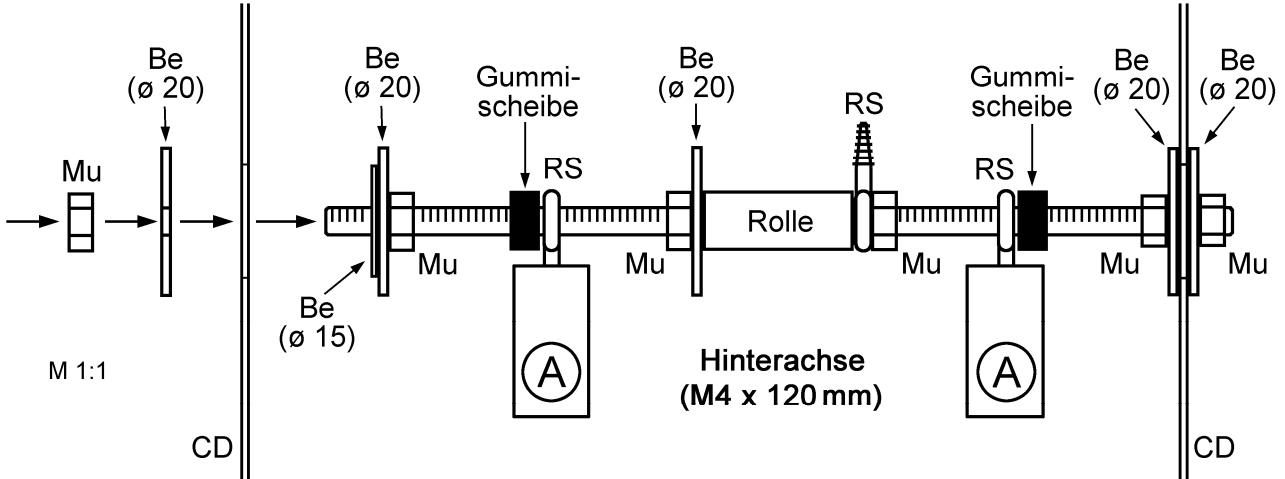 Mu
Be
(ø 20)
Be
(ø 20)
Gummi-
scheibe
RS
Be
(ø 20)
RS
RS
Gummi-
scheibe
Be
(ø 20)
Be
(ø 20)
Rolle
Mu
Mu
Mu
Mu
Mu
Be
(ø 15)
M 1:1
A
Hinterachse
(M4 x 120 mm)
A
CD
CD